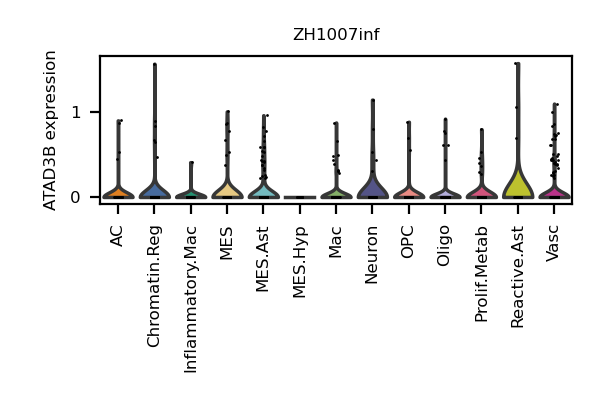 ZH1007inf
ATAD3B expression
1
0
AC
Chromatin.Reg
Inflammatory.Mac
MES
MES.Ast
MES.Hyp
Mac
Neuron
OPC
Oligo
Prolif.Metab
Reactive.Ast
Vasc